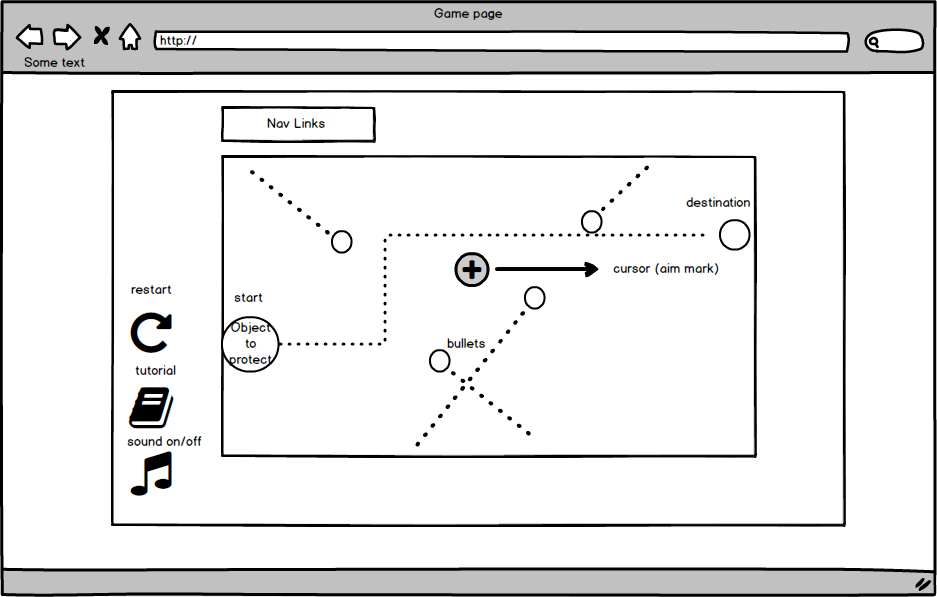 Game page
http://
Some text
Nav Links
destination
cursor (aim mark)
restart
start
Object
to
protect
bullets
tutorial
sound on/off